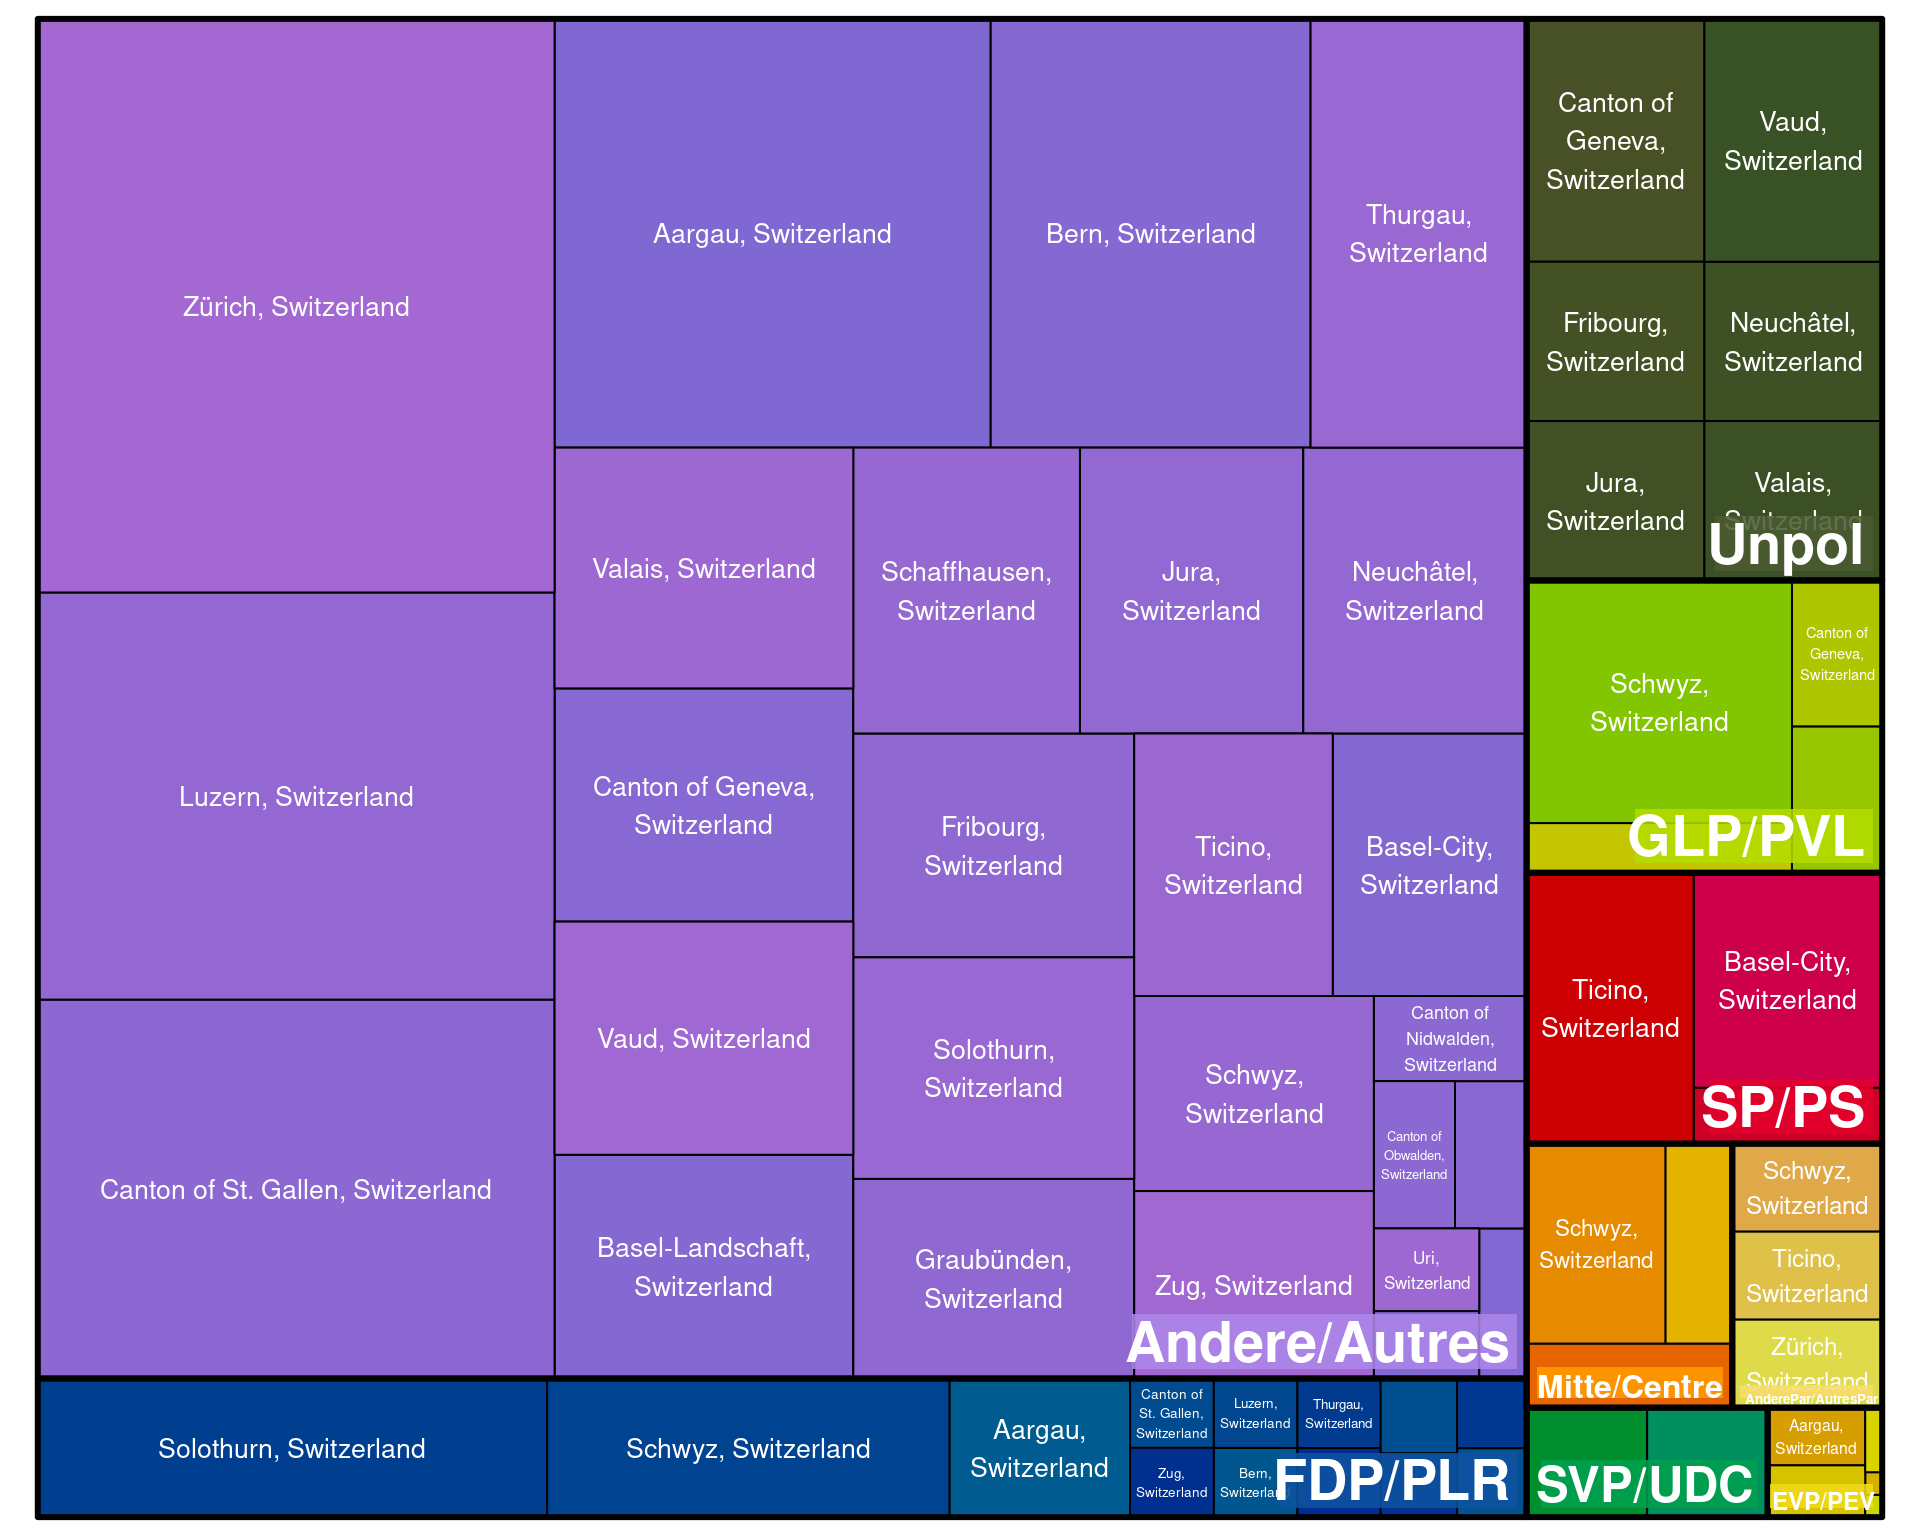 Zürich, Switzerland
Luzern, Switzerland
Canton of St. Gallen, Switzerland
Aargau, Switzerland
Bern, Switzerland
Thurgau,
Switzerland
Valais, Switzerland
Schaffhausen,
Switzerland
Jura,
Switzerland
Neuchâtel,
Switzerland
Canton of Geneva,
Switzerland
Fribourg,
Switzerland
Ticino,
Switzerland
Basel-City,
Switzerland
Vaud, Switzerland
Solothurn,
Switzerland
Schwyz,
Switzerland
Canton of
Nidwalden,
Switzerland
Canton of
Obwalden,
Switzerland
Basel-Landschaft,
Switzerland
Graubünden,
Switzerland
Zug, Switzerland
Uri,
Switzerland
Andere/Autres
Solothurn, Switzerland
Schwyz, Switzerland
Aargau,
Switzerland
Canton of
St. Gallen,
Switzerland
Luzern,
Switzerland
Thurgau,
Switzerland
Zug,
Switzerland
Bern,
Switzerland
FDP/PLR
Canton of
Geneva,
Switzerland
Vaud,
Switzerland
Fribourg,
Switzerland
Neuchâtel,
Switzerland
Jura,
Switzerland
Valais,
Switzerland
Unpol
Schwyz,
Switzerland
Canton of
Geneva,
Switzerland
GLP/PVL
Ticino,
Switzerland
Basel-City,
Switzerland
SP/PS
Schwyz,
Switzerland
Mitte/Centre
Schwyz,
Switzerland
Ticino,
Switzerland
Zürich,
Switzerland
AnderePar/AutresPar
SVP/UDC
Aargau,
Switzerland
EVP/PEV